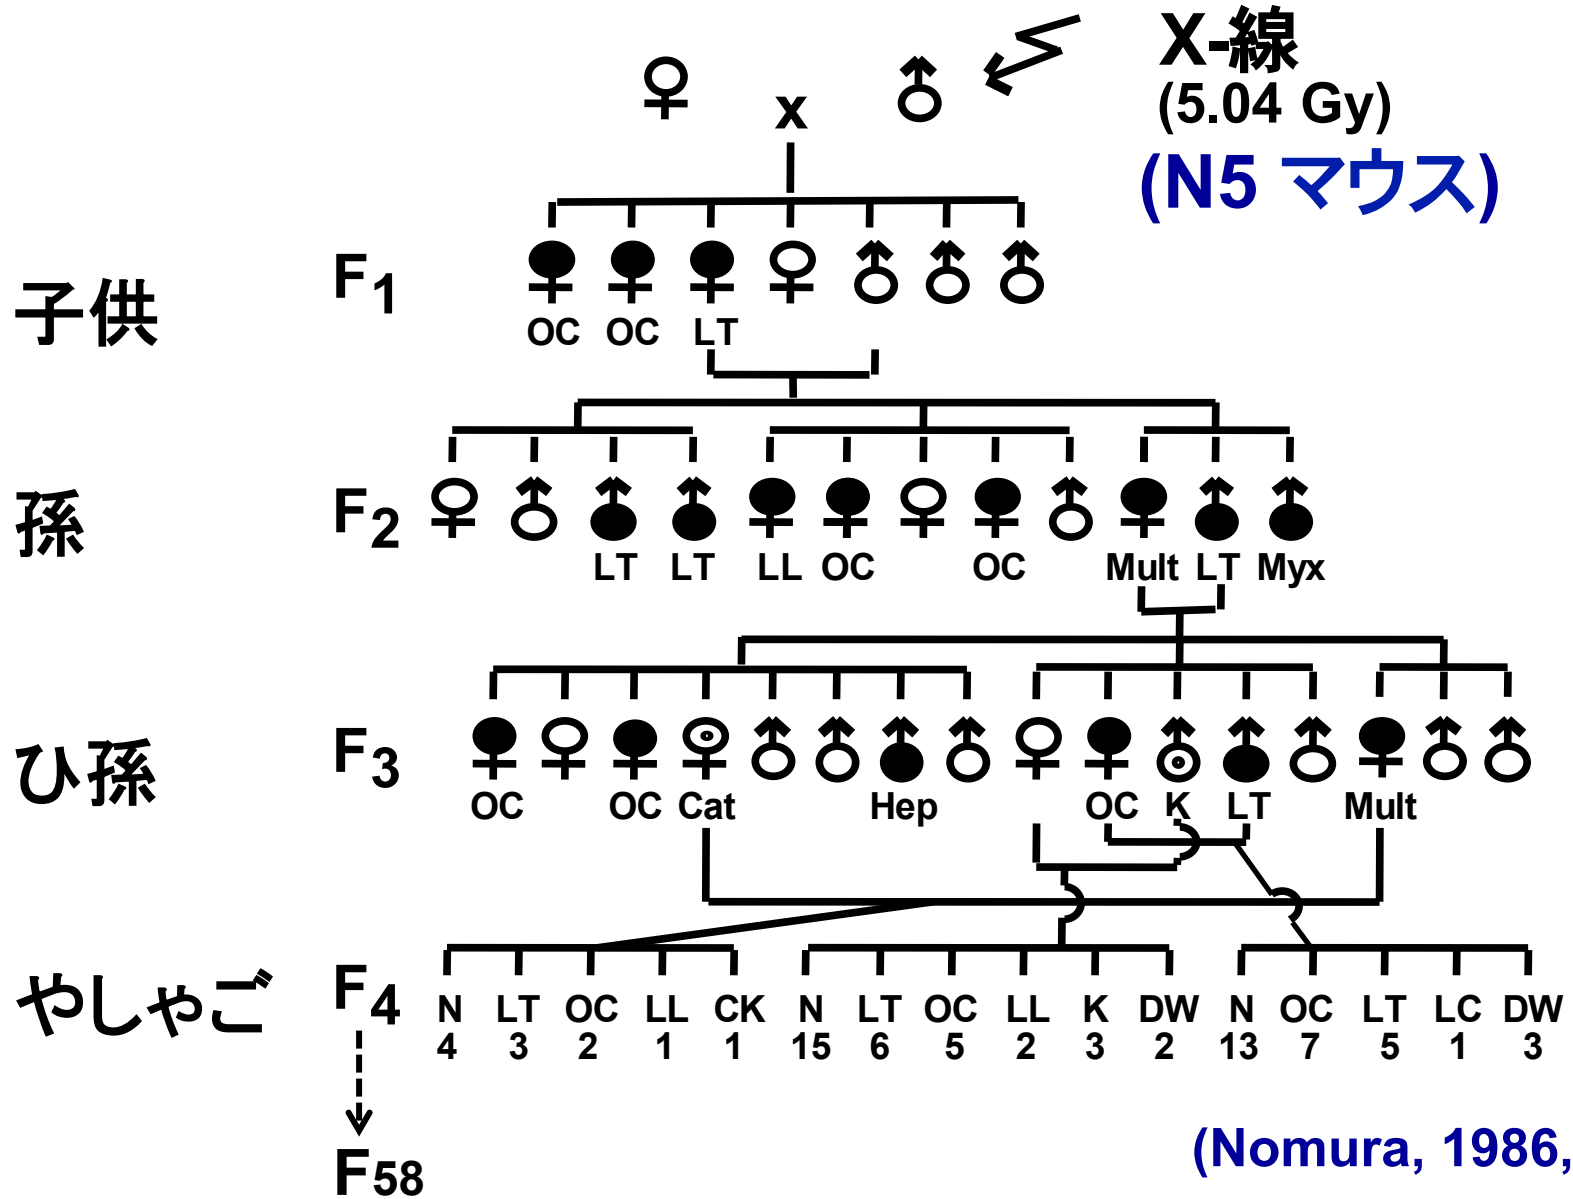 X-線
(5.04 Gy)
(N5 マウス)
♀ x ♂
子供 F1
OC OC LT
孫 F2
LT LT LL OC OC Mult LT Myx
ひ孫 F3
OC OC Cat Hep OC K LT Mult
やしゃご F4
N LT OC LL CK N LT OC LL K DW N OC LT LC DW
4 3 2 1 1 15 6 5 2 3 2 13 7 5 1 3
F58
(Nomura, 1986,